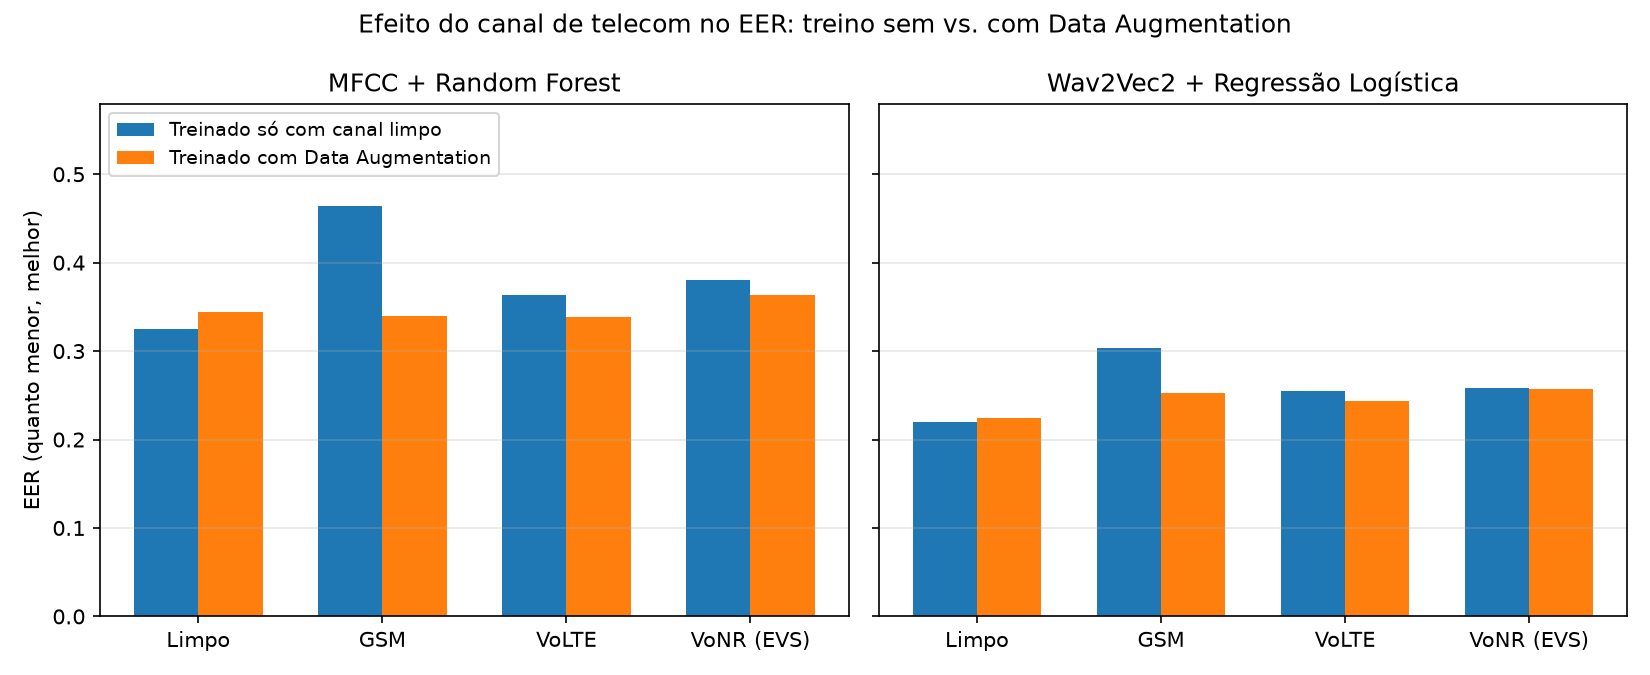 Efeito do canal de telecom no EER: treino sem vs. com Data Augmentation
MFCC + Random Forest
Treinado só com canal limpo
Treinado com Data Augmentation
EER (quanto menor, melhor)
0.5
0.4
0.3
0.2
0.1
0.0
Limpo GSM VoLTE VoNR (EVS)
Wav2Vec2 + Regressão Logística
Limpo GSM VoLTE VoNR (EVS)